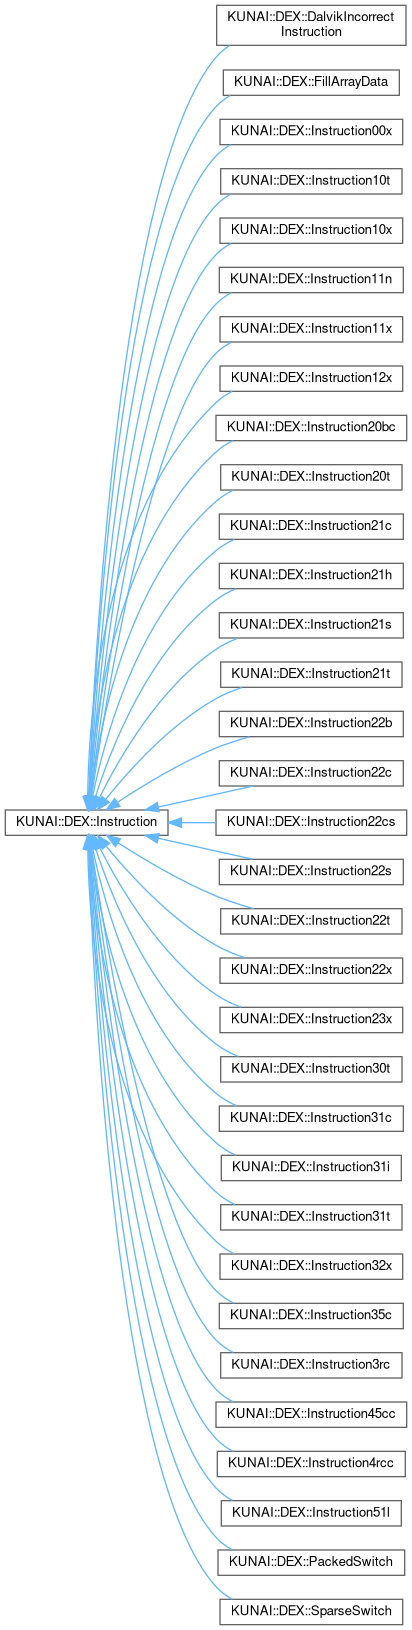 KUNAI::DEX::DalvikIncorrect
Instruction
KUNAI::DEX::FillArrayData
KUNAI::DEX::Instruction00x
KUNAI::DEX::Instruction10t
KUNAI::DEX::Instruction10x
KUNAI::DEX::Instruction11n
KUNAI::DEX::Instruction11x
KUNAI::DEX::Instruction12x
KUNAI::DEX::Instruction20bc
KUNAI::DEX::Instruction20t
KUNAI::DEX::Instruction21c
KUNAI::DEX::Instruction21h
KUNAI::DEX::Instruction21s
KUNAI::DEX::Instruction21t
KUNAI::DEX::Instruction22b
KUNAI::DEX::Instruction22c
KUNAI::DEX::Instruction
KUNAI::DEX::Instruction22cs
KUNAI::DEX::Instruction22s
KUNAI::DEX::Instruction22t
KUNAI::DEX::Instruction22x
KUNAI::DEX::Instruction23x
KUNAI::DEX::Instruction30t
KUNAI::DEX::Instruction31c
KUNAI::DEX::Instruction31i
KUNAI::DEX::Instruction31t
KUNAI::DEX::Instruction32x
KUNAI::DEX::Instruction35c
KUNAI::DEX::Instruction3rc
KUNAI::DEX::Instruction45cc
KUNAI::DEX::Instruction4rcc
KUNAI::DEX::Instruction51l
KUNAI::DEX::PackedSwitch
KUNAI::DEX::SparseSwitch